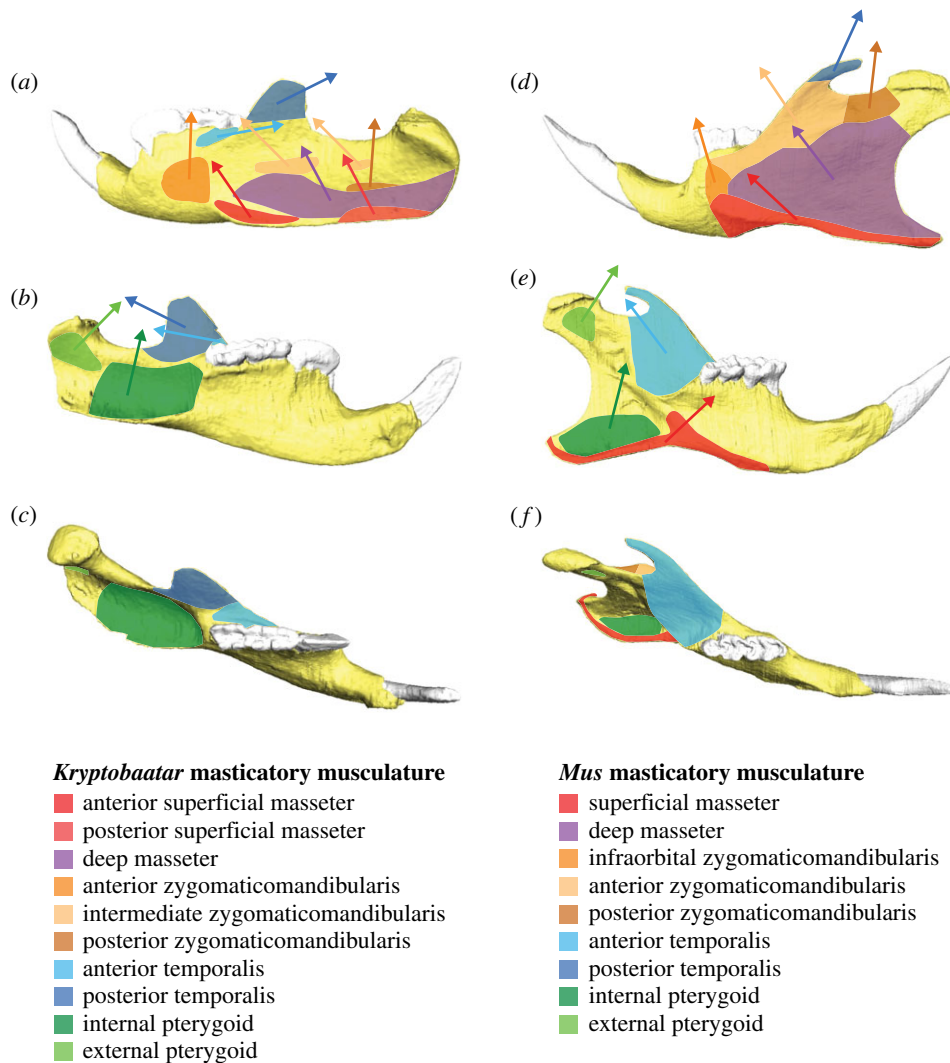 (a)
(d)
(b)
(e)
(c)
(f)
Kryptobaatar masticatory musculature
anterior superficial masseter
posterior superficial masseter
deep masseter
anterior zygomaticomandibularis
intermediate zygomaticomandibularis
posterior zygomaticomandibularis
anterior temporalis
posterior temporalis
internal pterygoid
external pterygoid
Mus masticatory musculature
superficial masseter
deep masseter
infraorbital zygomaticomandibularis
anterior zygomaticomandibularis
posterior zygomaticomandibularis
anterior temporalis
posterior temporalis
internal pterygoid
external pterygoid